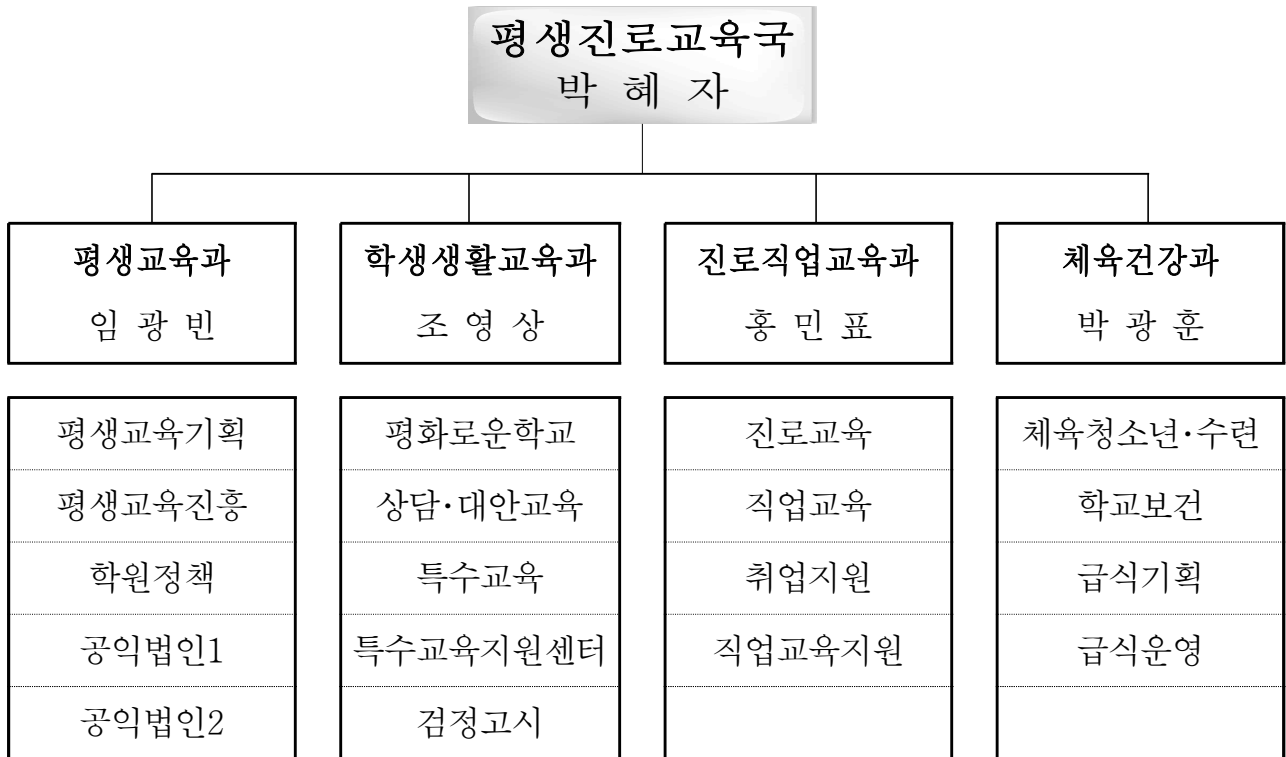 평생진로교육국
박 혜 자
평생교육과
임 광 빈
학생생활교육과
조 영 상
진로직업교육과
홍 민 표
체육건강과
박 광 훈
평생교육기획
평생교육진흥
학원정책
공익법인1
공익법인2
평화로운학교
상담·대안교육
특수교육
특수교육지원센터
검정고시
진로교육
직업교육
취업지원
직업교육지원
체육청소년·수련
학교보건
급식기획
급식운영